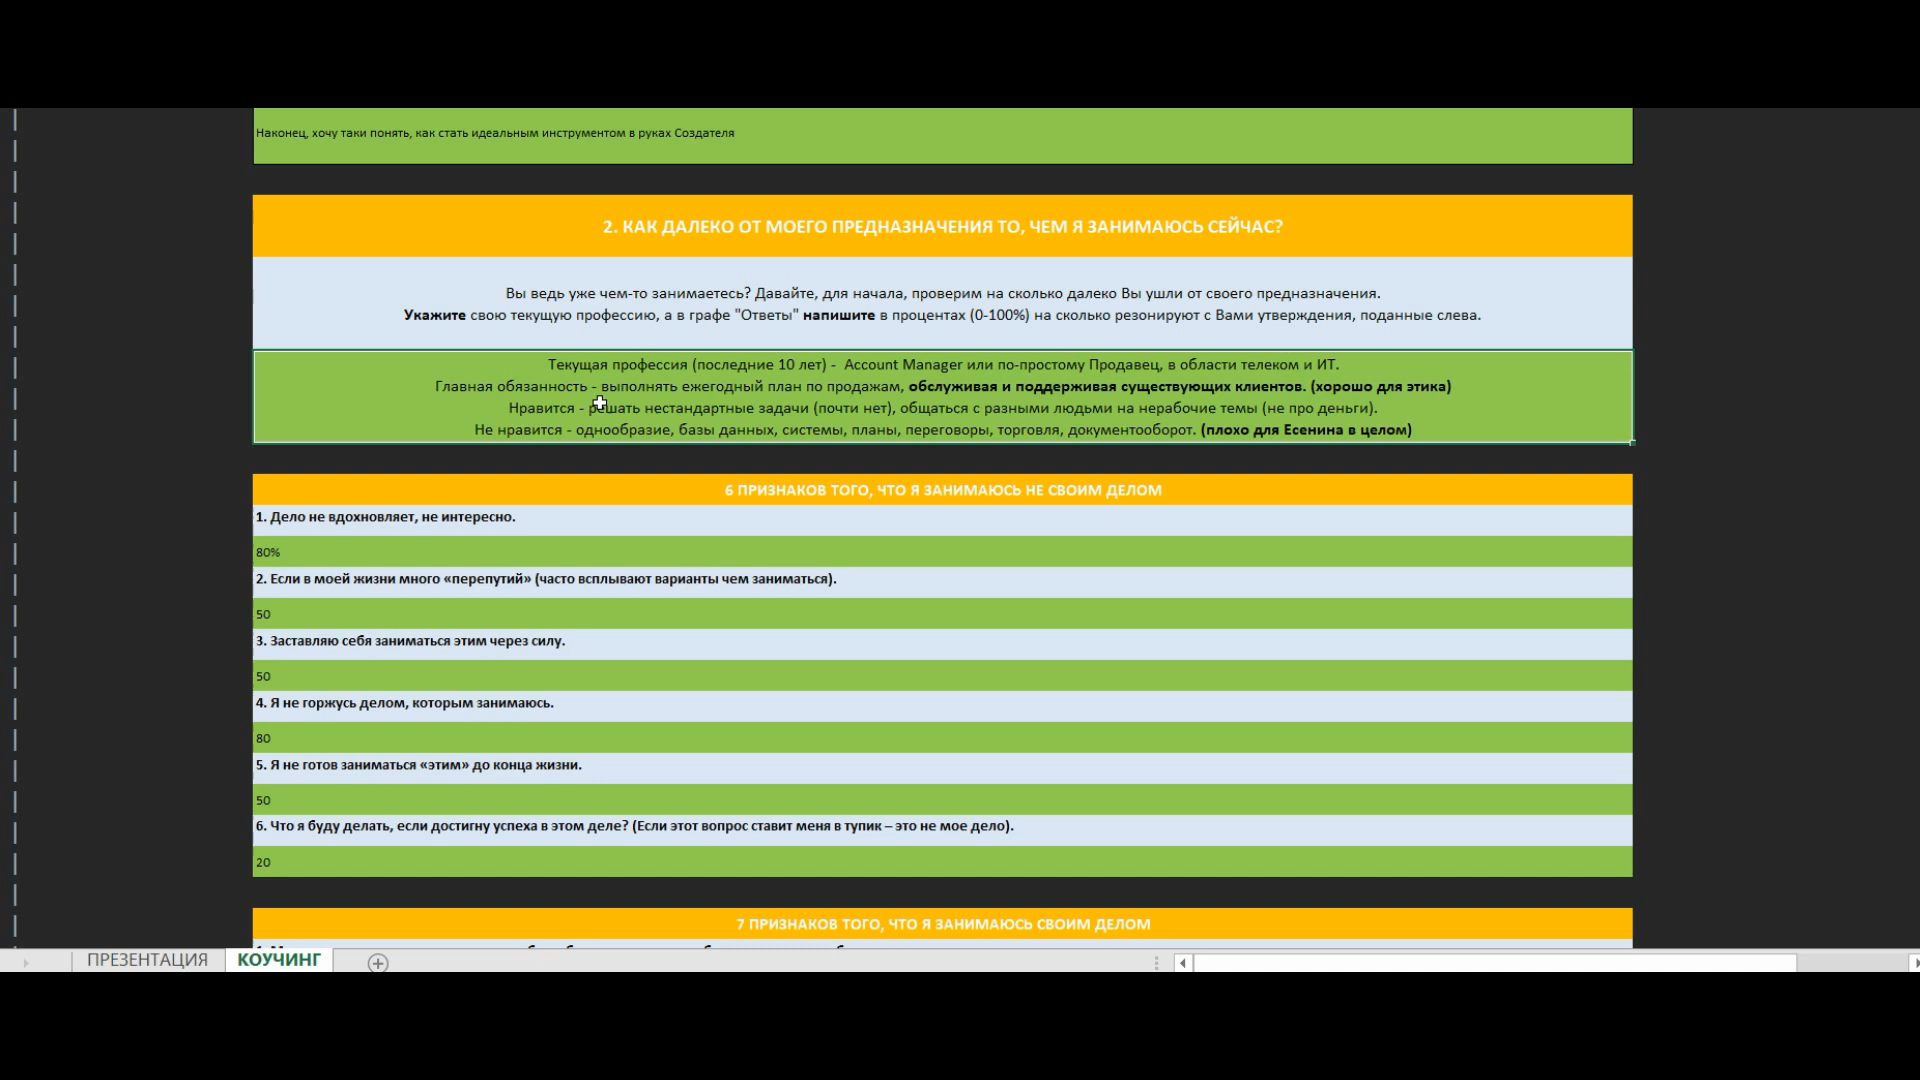 Наконец, хочу таки понять, как стать идеальным инструментом в руках Создателя
2. КАК ДАЛЕКО ОТ МОЕГО ПРЕДНАЗНАЧЕНИЯ ТО, ЧЕМ Я ЗАНИМАЮСЬ СЕЙЧАС?
Вы ведь уже чем-то занимаетесь? Давайте, для начала, проверим на сколько далеко Вы ушли от своего предназначения.
Укажите свою текущую профессию, а в графе "Ответы" напишите в процентах (0-100%) на сколько резонируют с Вами утверждения, поданные слева.
Текущая профессия (последние 10 лет) - Account Manager или по-простому Продавец, в области телеком и ИТ.
Главная обязанность - выполнять ежегодный план по продажам, обслуживая и поддерживая существующих клиентов. (хорошо для этика)
Нравится - решать нестандартные задачи (почти нет), общаться с разными людьми на нерабочие темы (не про деньги).
Не нравится - однообразие, базы данных, системы, планы, переговоры, торговля, документооборот. (плохо для Есенина в целом)
6 ПРИЗНАКОВ ТОГО, ЧТО Я ЗАНИМАЮСЬ НЕ СВОИМ ДЕЛОМ
1. Дело не вдохновляет, не интересно.
80%
2. Если в моей жизни много «перепутий» (часто всплывают варианты чем заниматься).
50
3. Заставляю себя заниматься этим через силу.
50
4. Я не горжусь делом, которым занимаюсь.
80
5. Я не готов заниматься «этим» до конца жизни.
50
6. Что я буду делать, если достигну успеха в этом деле? (Если этот вопрос ставит меня в тупик – это не мое дело).
20
7 ПРИЗНАКОВ ТОГО, ЧТО Я ЗАНИМАЮСЬ СВОИМ ДЕЛОМ
ПРЕЗЕНТАЦИЯ КОУЧИНГ